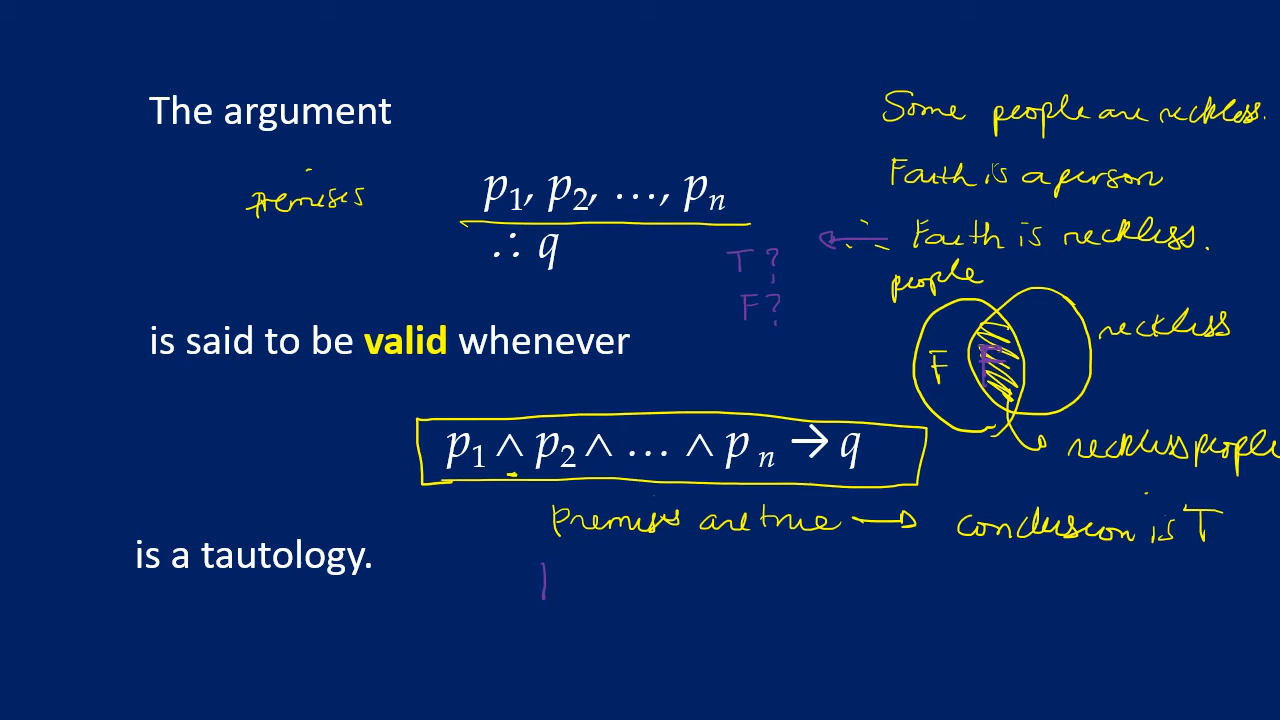 The argument
premises
p₁, p₂, …, pₙ
∴ q
is said to be valid whenever
p₁ ∧ p₂ ∧ … ∧ pₙ → q
premises are true → conclusion is T
is a tautology.
Some people are reckless.
Faith is a person
∴ Faith is reckless.
T?
F?
people
reckless
F
F
reckless people